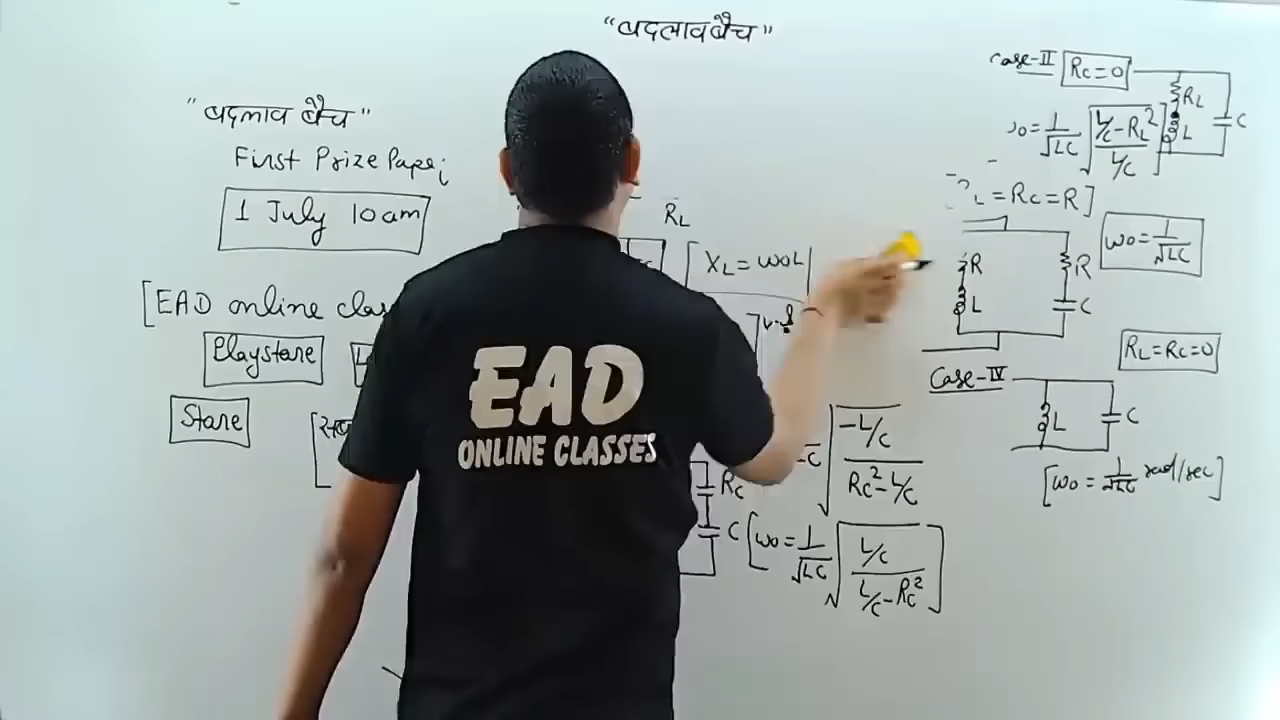 "बदलाव बैच"
"बदलाव बैच"
First Prize Paper
1 July 10am
[EAD online clas
Playstore
Store
EAD
ONLINE CLASSES
RL
XL = ω0L
Rc
C
-L/C
Rc² - L/C
[ω0 = 1/√LC √(L/C / (L/C - Rc²))]
Case-II Rc = 0
RL
L
C
ω0 = 1/√LC √((L/C - RL²) / L/C)]
L = Rc = R]
ω0 = 1/√LC
R
L
R
C
RL = Rc = 0
Case-IV
L
C
[ω0 = 1/√LC rad/sec]